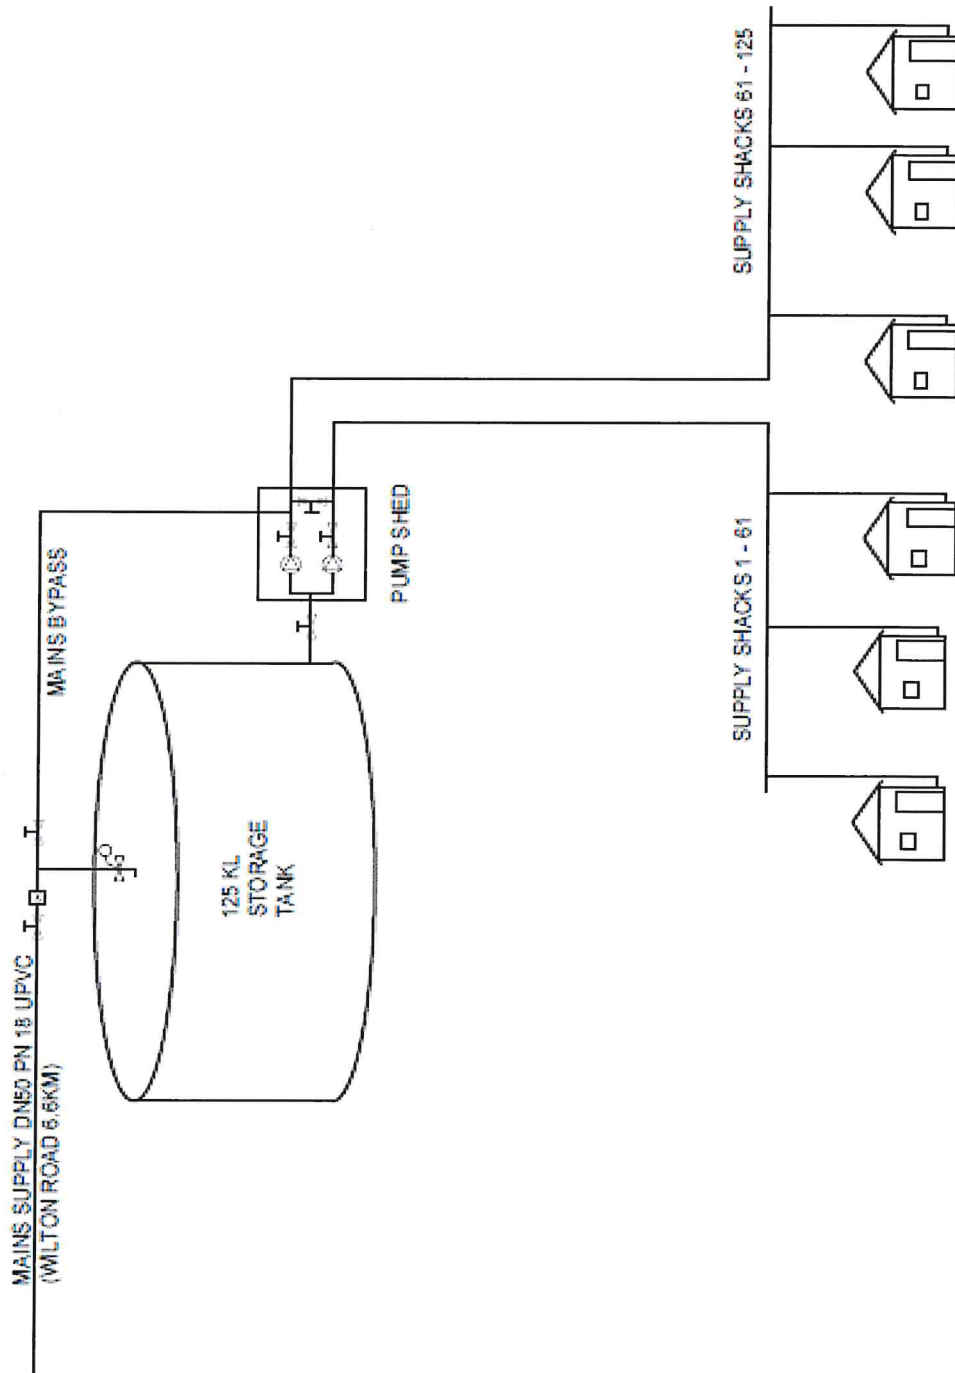 MAINS SUPPLY DN50 PN 18 UPVC
(WILTON ROAD 6.6KM)
MAINS BYPASS
125 KL
STORAGE
TANK
PUMP SHED
SUPPLY SHACKS 1 - 61
SUPPLY SHACKS 61 - 125